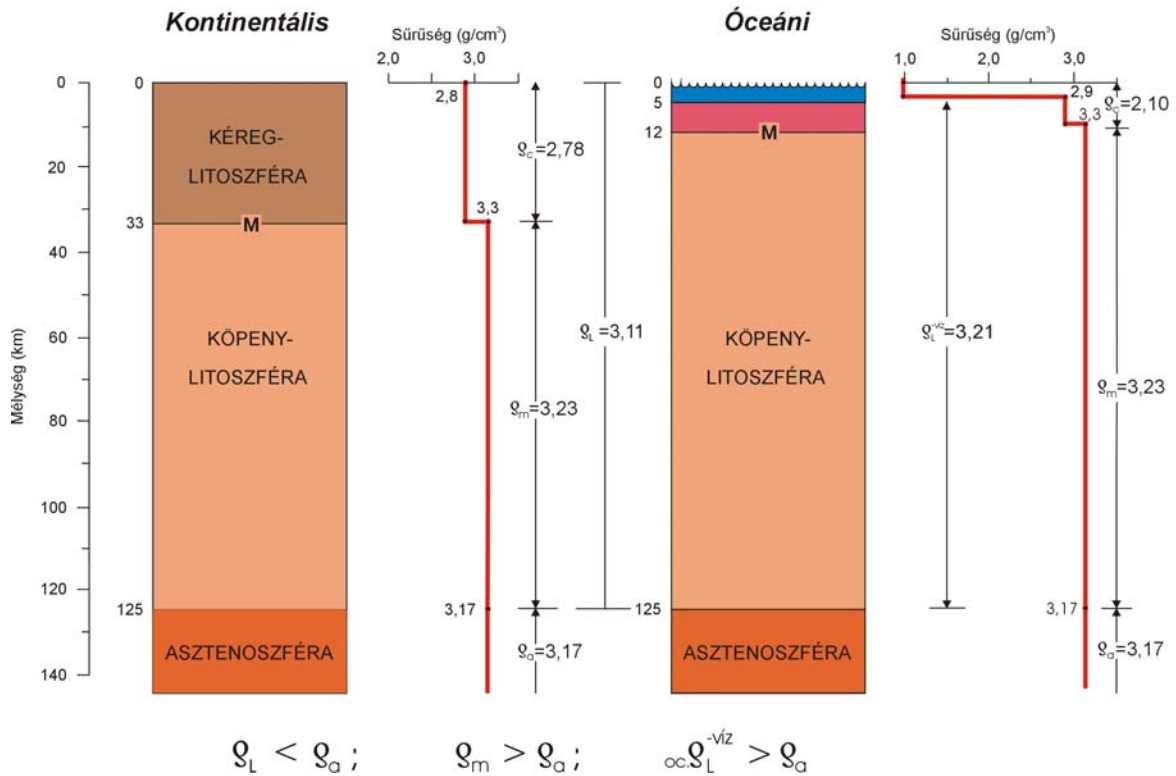 Kontinentális
Óceáni
Sűrűség (g/cm³)
2,0 3,0
Sűrűség (g/cm³)
1,0 2,0 3,0
Mélység (km)
0
20
40
60
80
100
120
140
0
33
125
KÉREG-
LITOSZFÉRA
M
KÖPENY-
LITOSZFÉRA
ASZTENOSZFÉRA
2,8
3,3
3,17
ϱc=2,78
ϱm=3,23
ϱa=3,17
ϱL=3,11
0
5
12
125
M
KÖPENY-
LITOSZFÉRA
ASZTENOSZFÉRA
2,9
3,3
3,17
ϱL-víz=3,21
ϱc=2,10
ϱm=3,23
ϱa=3,17
ϱL < ϱa ; ϱm > ϱa ; oc.ϱL-víz > ϱa